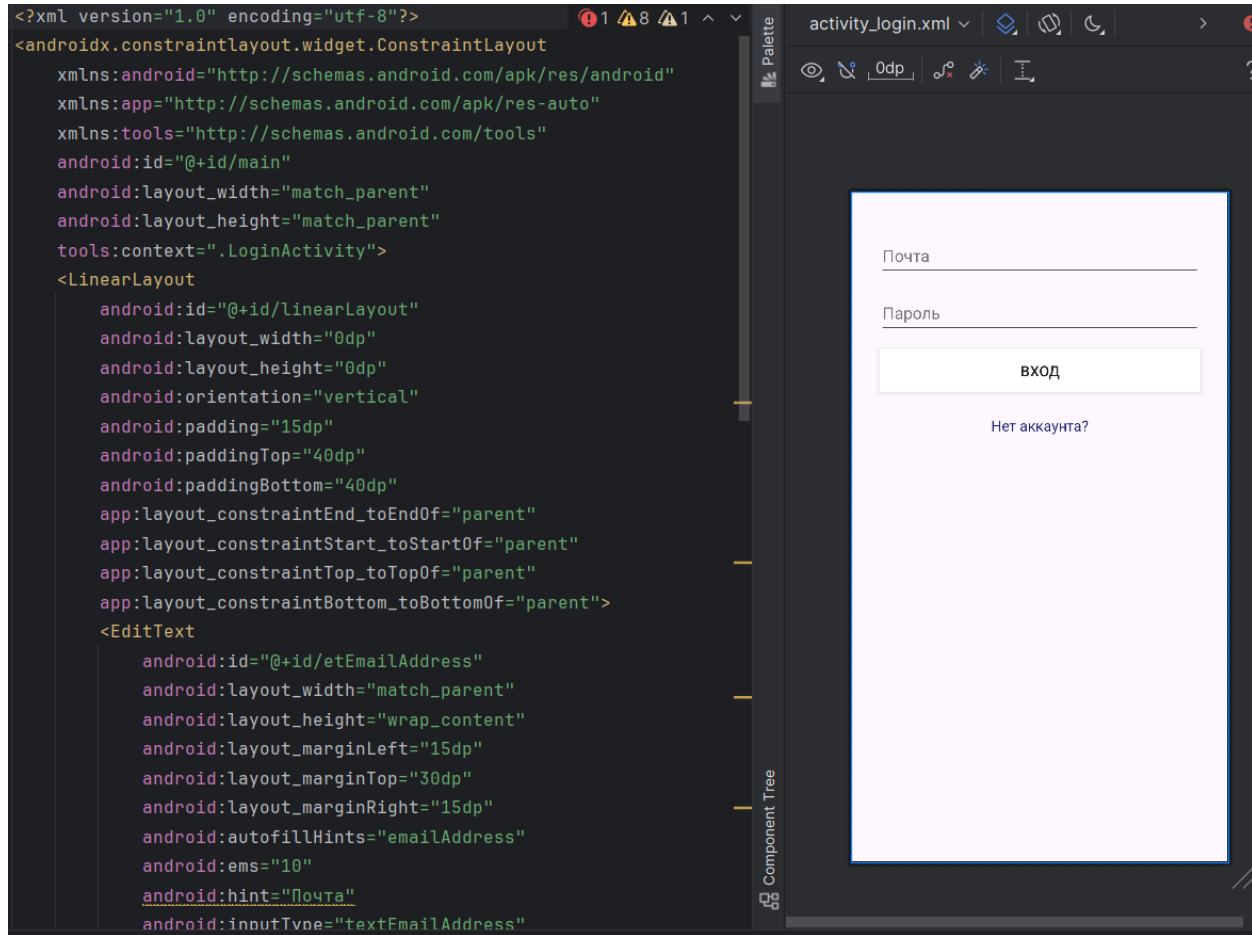 <?xml version="1.0" encoding="utf-8"?>
1 8 1
<androidx.constraintlayout.widget.ConstraintLayout
xmlns:android="http://schemas.android.com/apk/res/android"
xmlns:app="http://schemas.android.com/apk/res-auto"
xmlns:tools="http://schemas.android.com/tools"
android:id="@+id/main"
android:layout_width="match_parent"
android:layout_height="match_parent"
tools:context=".LoginActivity">
<LinearLayout
android:id="@+id/linearLayout"
android:layout_width="0dp"
android:layout_height="0dp"
android:orientation="vertical"
android:padding="15dp"
android:paddingTop="40dp"
android:paddingBottom="40dp"
app:layout_constraintEnd_toEndOf="parent"
app:layout_constraintStart_toStartOf="parent"
app:layout_constraintTop_toTopOf="parent"
app:layout_constraintBottom_toBottomOf="parent">
<EditText
android:id="@+id/etEmailAddress"
android:layout_width="match_parent"
android:layout_height="wrap_content"
android:layout_marginLeft="15dp"
android:layout_marginTop="30dp"
android:layout_marginRight="15dp"
android:autofillHints="emailAddress"
android:ems="10"
android:hint="Почта"
android:inputType="textEmailAddress"
Palette
Component Tree
activity_login.xml
0dp
Почта
Пароль
ВХОД
Нет аккаунта?